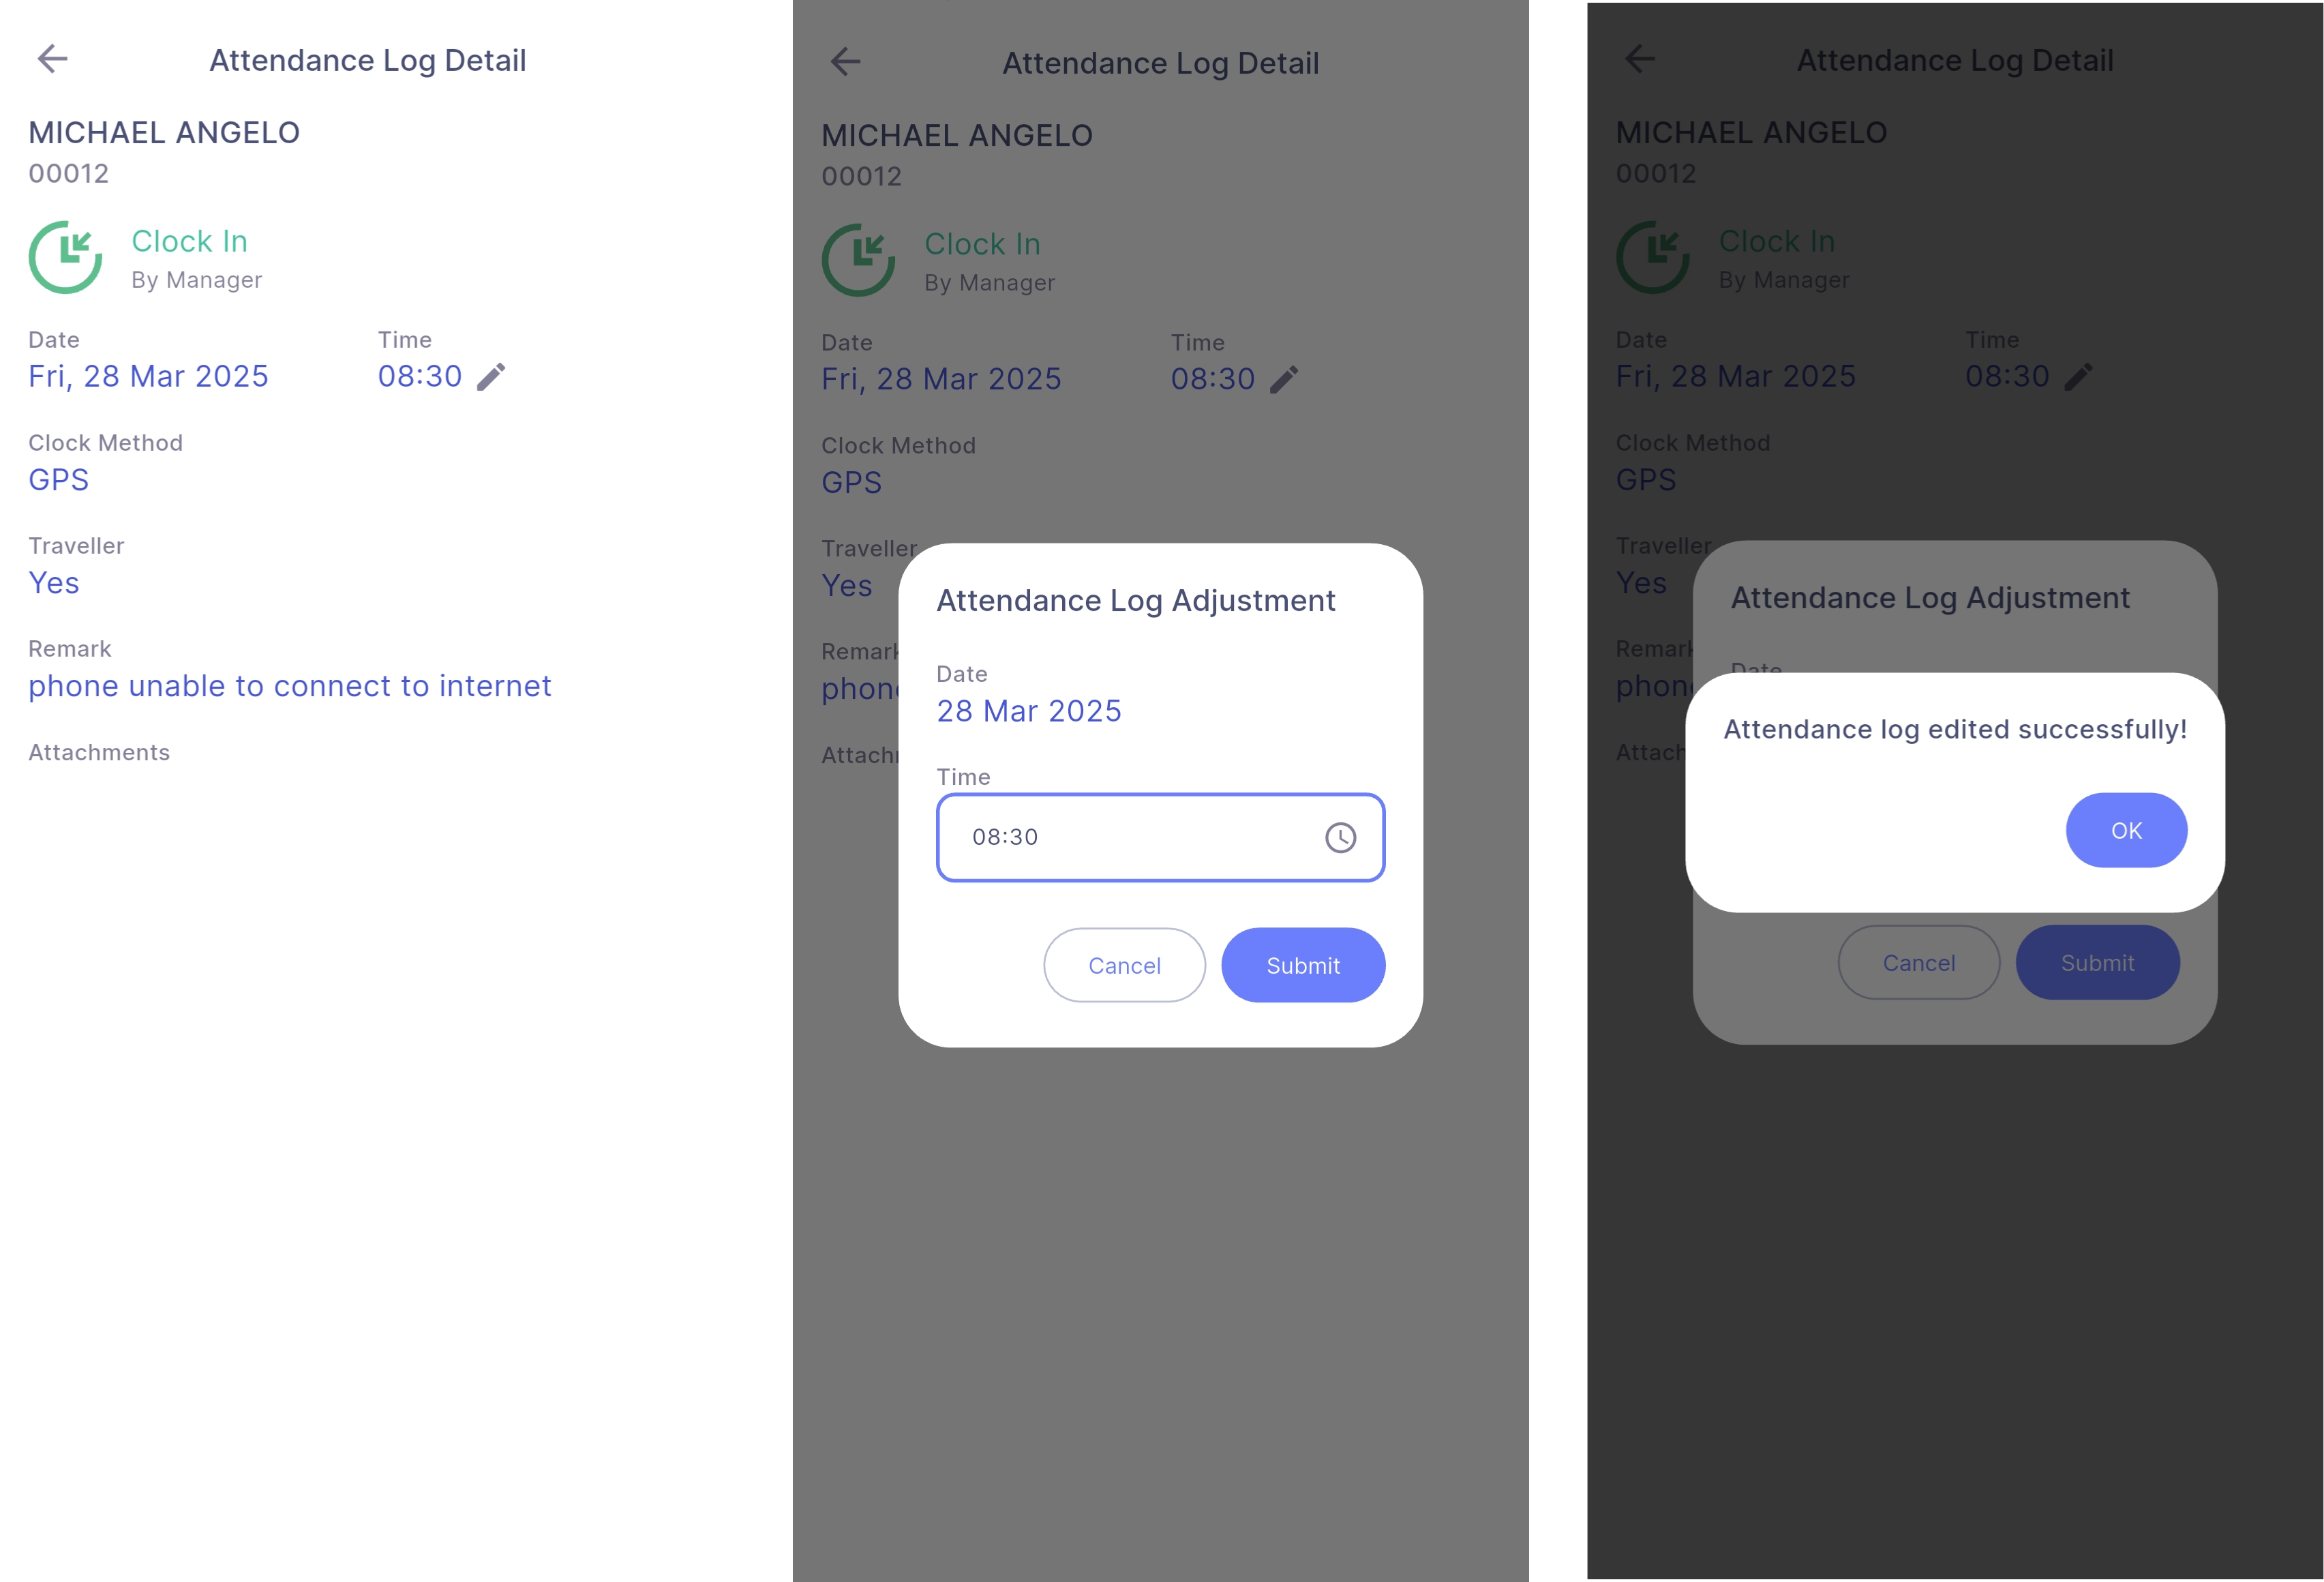 Attendance Log Detail
MICHAEL ANGELO
00012
Clock In
By Manager
Date
Time
Fri, 28 Mar 2025
08:30
Clock Method
GPS
Traveller
Yes
Remark
phone unable to connect to internet
Attachments
Attendance Log Detail
MICHAEL ANGELO
00012
Clock In
By Manager
Date
Time
Fri, 28 Mar 2025
08:30
Clock Method
GPS
Traveller
Yes
Remark
phon
Attach
Attendance Log Adjustment
Date
28 Mar 2025
Time
08:30
Cancel
Submit
Attendance Log Detail
MICHAEL ANGELO
00012
Clock In
By Manager
Date
Time
Fri, 28 Mar 2025
08:30
Clock Method
GPS
Traveller
Yes
Remark
phon
Attach
Attendance Log Adjustment
Date
Attendance log edited successfully!
OK
Cancel
Submit